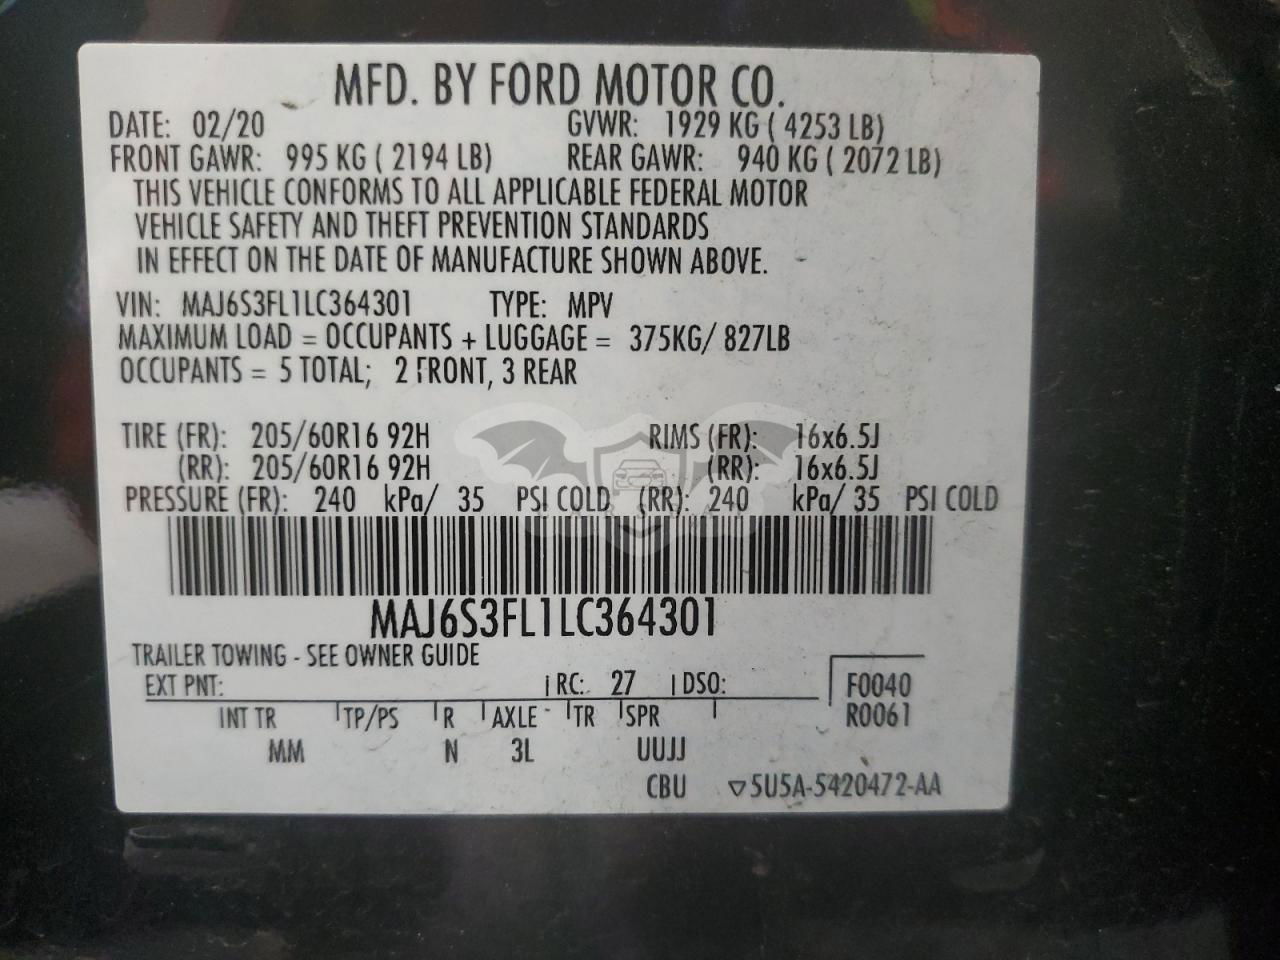 MFD. BY FORD MOTOR CO.
DATE: 02/20 GVWR: 1929 KG ( 4253 LB)
FRONT GAWR: 995 KG ( 2194 LB) REAR GAWR: 940 KG ( 2072 LB)
THIS VEHICLE CONFORMS TO ALL APPLICABLE FEDERAL MOTOR
VEHICLE SAFETY AND THEFT PREVENTION STANDARDS
IN EFFECT ON THE DATE OF MANUFACTURE SHOWN ABOVE.
VIN: MAJ6S3FL1LC364301 TYPE: MPV
MAXIMUM LOAD = OCCUPANTS + LUGGAGE = 375KG/ 827LB
OCCUPANTS = 5 TOTAL; 2 FRONT, 3 REAR
TIRE (FR): 205/60R16 92H RIMS (FR): 16x6.5J
(RR): 205/60R16 92H (RR): 16x6.5J
PRESSURE (FR): 240 kPa/ 35 PSI COLD (RR): 240 kPa/ 35 PSI COLD
MAJ6S3FL1LC364301
TRAILER TOWING - SEE OWNER GUIDE
EXT PNT: RC: 27 DSO: F0040
INT TR TP/PS R AXLE TR SPR R0061
MM N 3L UUJJ
CBU ▽5U5A-5420472-AA